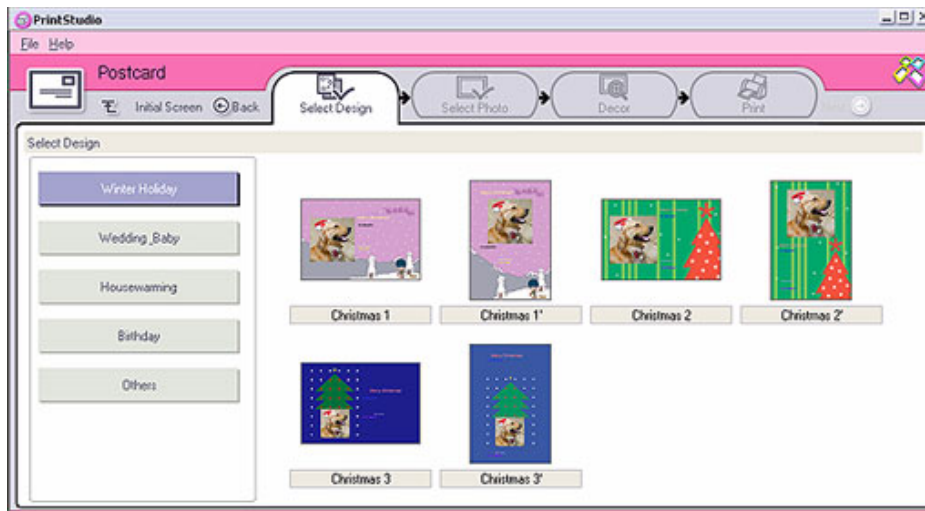 PrintStudio
File Help
Postcard
Initial Screen Back
Select Design
Select Photo
Decor
Print
Select Design
Winter Holiday
Wedding_Baby
Housewarming
Birthday
Others
Christmas 1
Christmas 1'
Christmas 2
Christmas 2'
Christmas 3
Christmas 3'